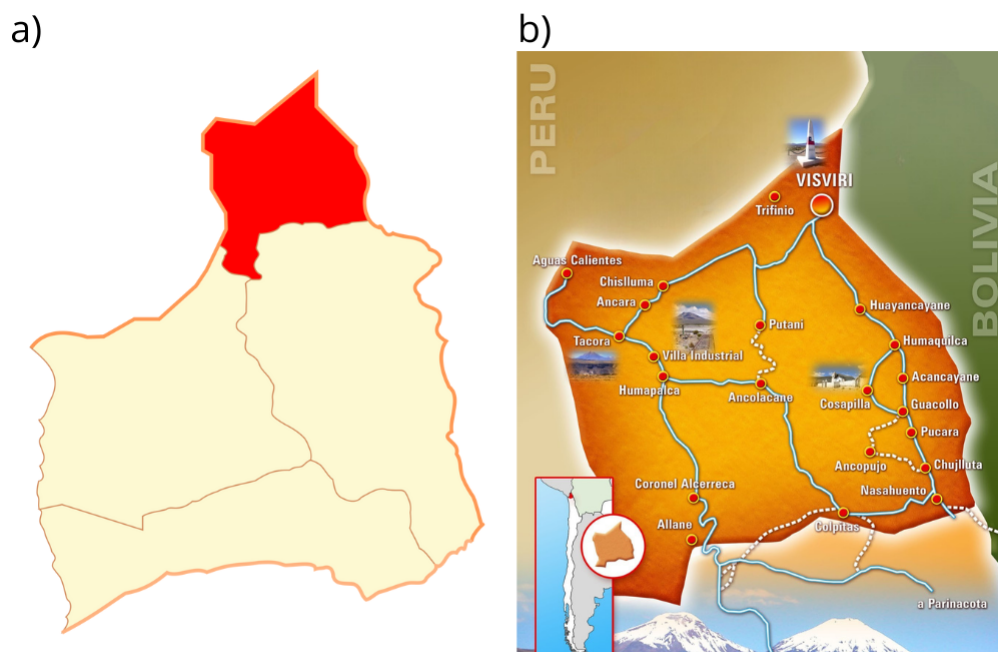 a)
b)
PERU
BOLIVIA
VISVIRI
Trifinio
Aguas Calientes
Chislluma
Ancara
Huayancayane
Putani
Tacora
Humaquilca
Villa Industrial
Acancayane
Humapalca
Ancolacane
Cosapilla
Guacollo
Pucara
Ancopujo
Chujlluta
Coronel Alcerreca
Nasahuento
Allane
Colpitas
a Parinacota